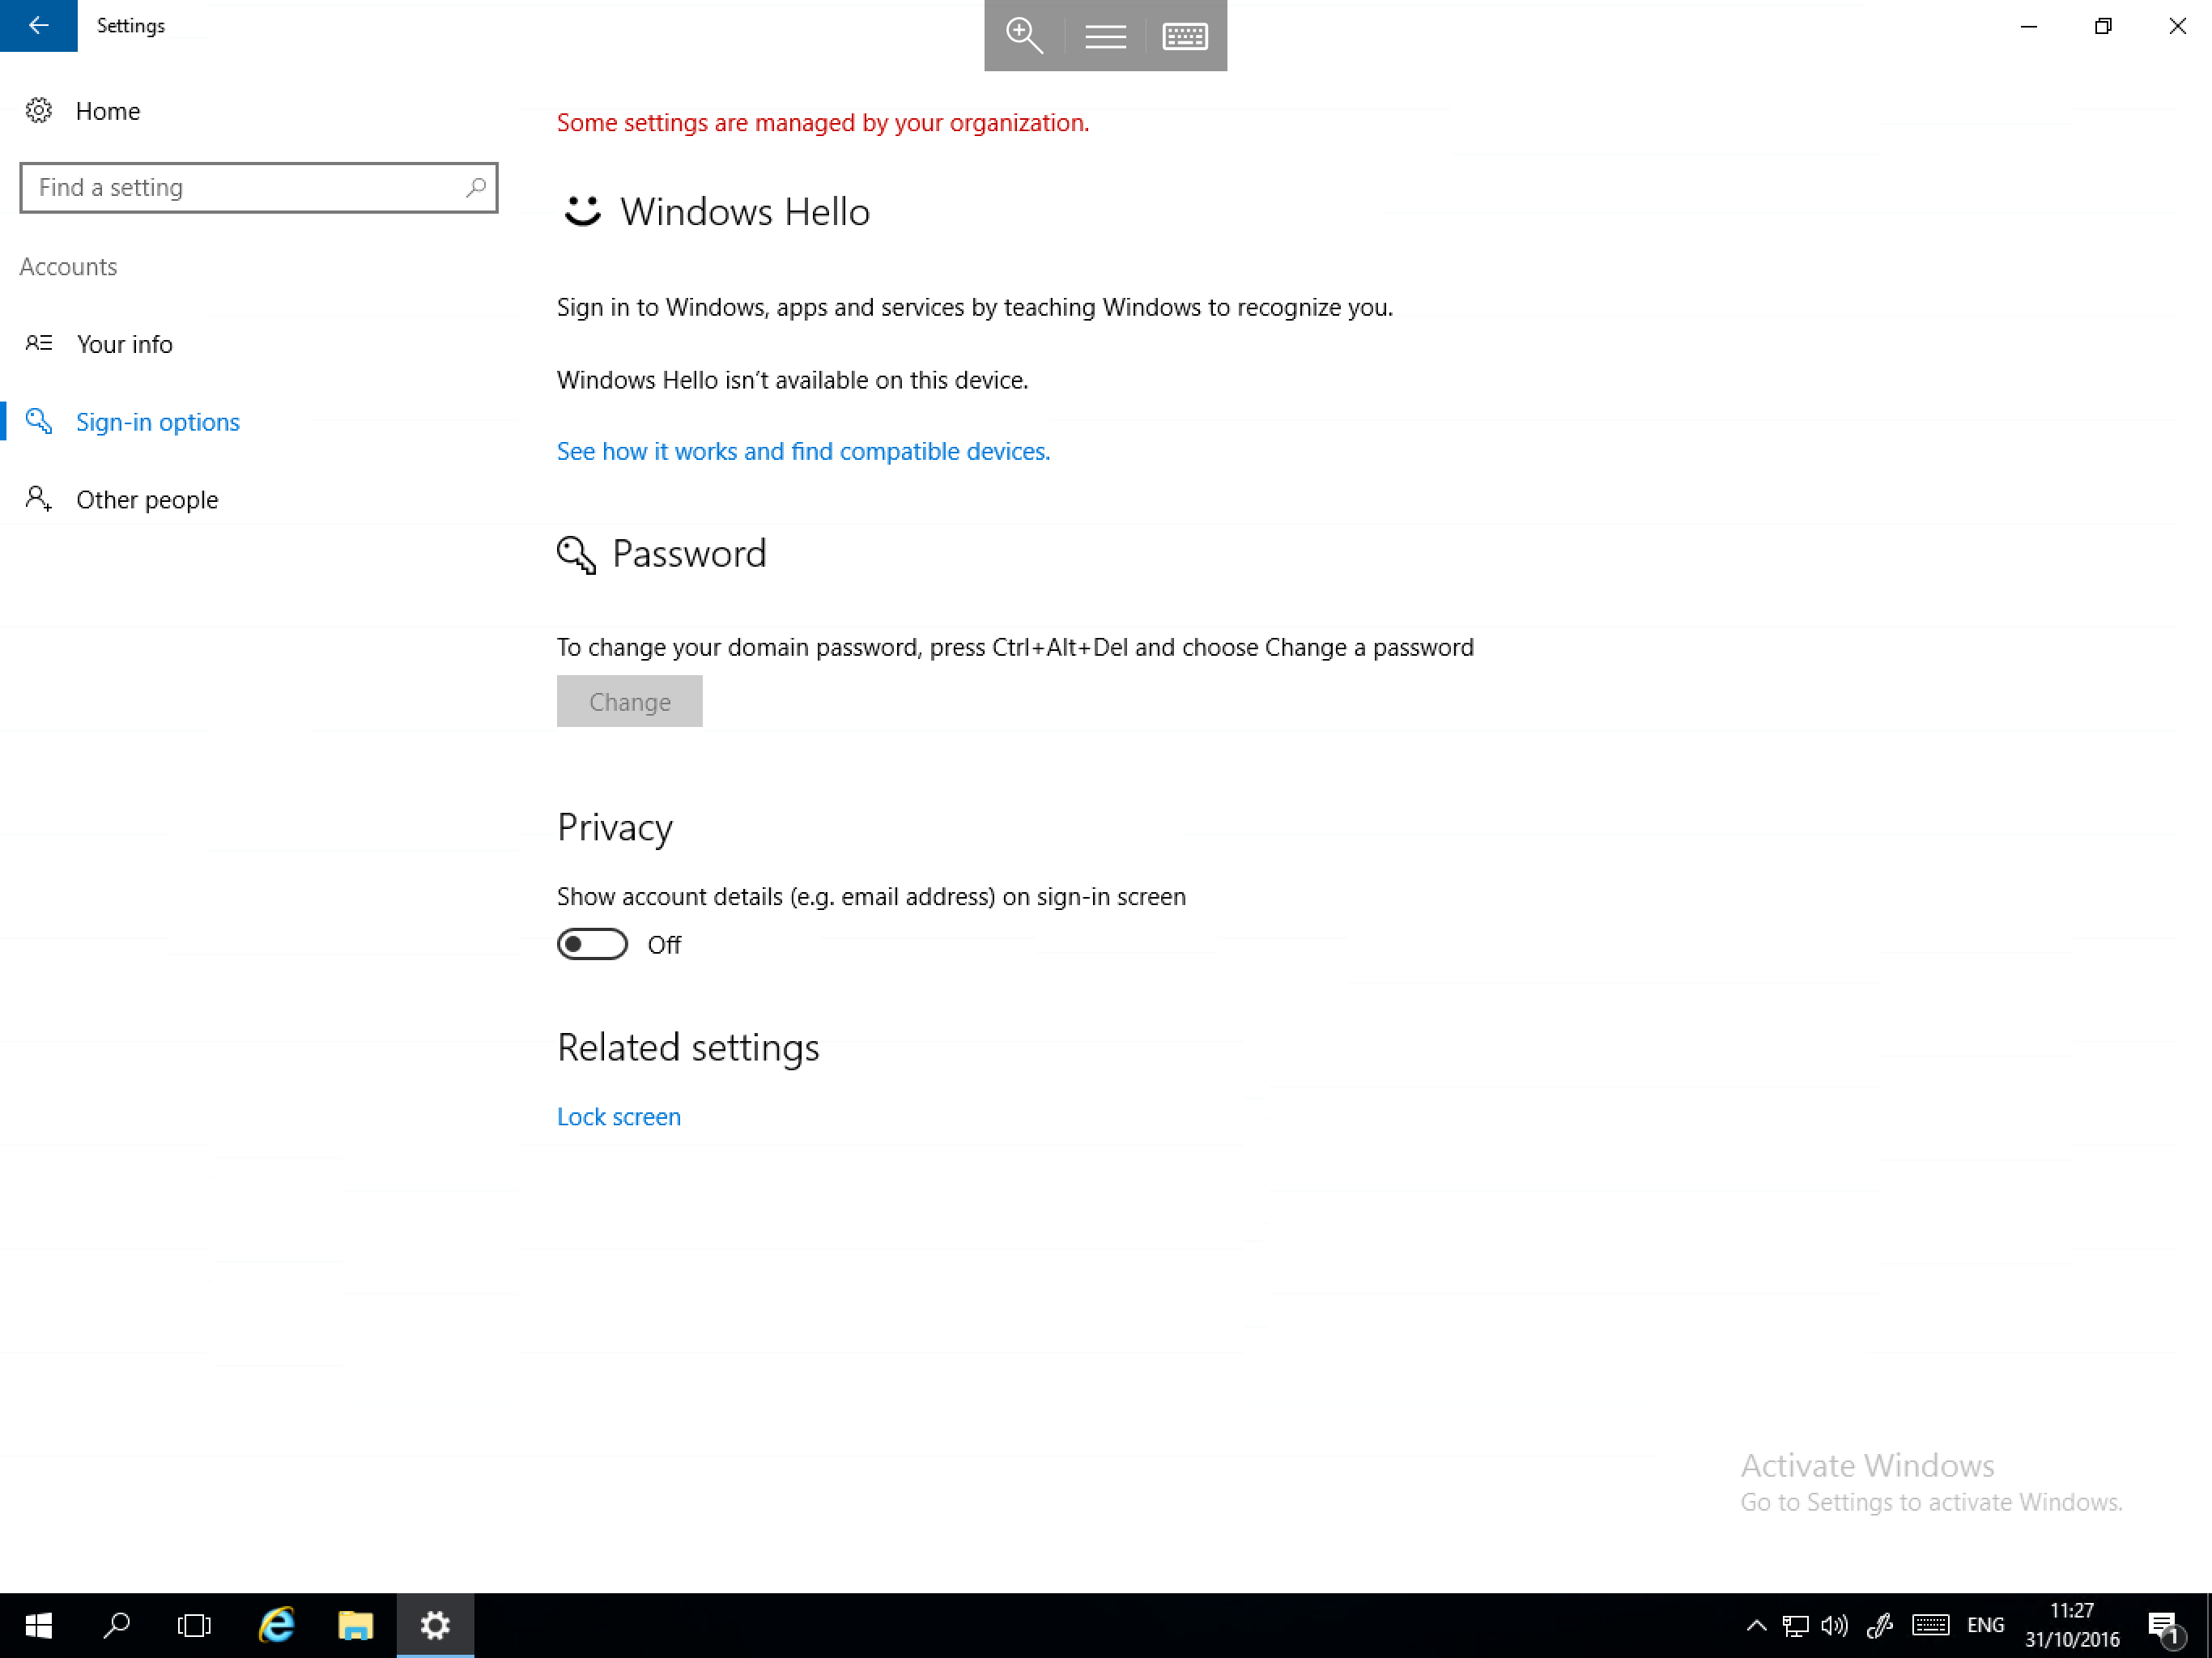 Settings
Home
Find a setting
Accounts
Your info
Sign-in options
Other people
Some settings are managed by your organization.
Windows Hello
Sign in to Windows, apps and services by teaching Windows to recognize you.
Windows Hello isn’t available on this device.
See how it works and find compatible devices.
Password
To change your domain password, press Ctrl+Alt+Del and choose Change a password
Change
Privacy
Show account details (e.g. email address) on sign-in screen
Off
Related settings
Lock screen
Activate Windows
Go to Settings to activate Windows.
ENG
11:27
31/10/2016
1